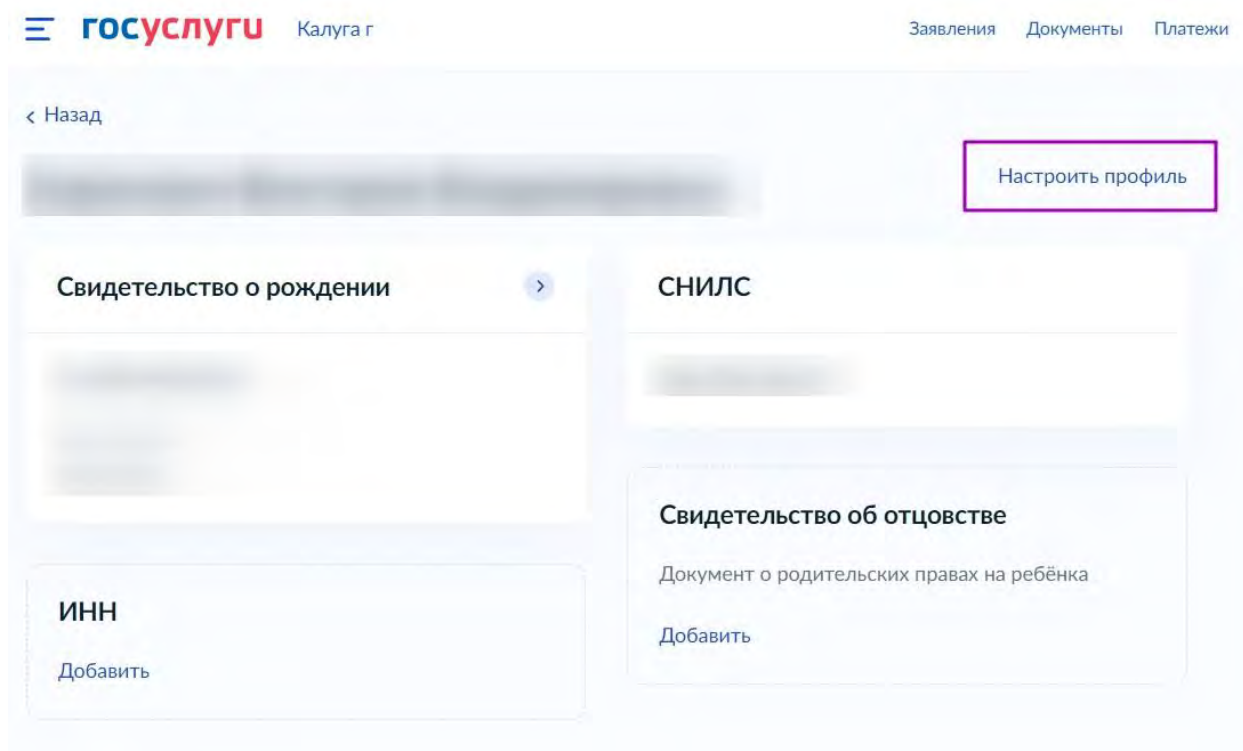 госуслуги Калуга г Заявления Документы Платежи
Назад
Настроить профиль
Свидетельство о рождении
СНИЛС
Свидетельство об отцовстве
Документ о родительских правах на ребёнка
Добавить
ИНН
Добавить